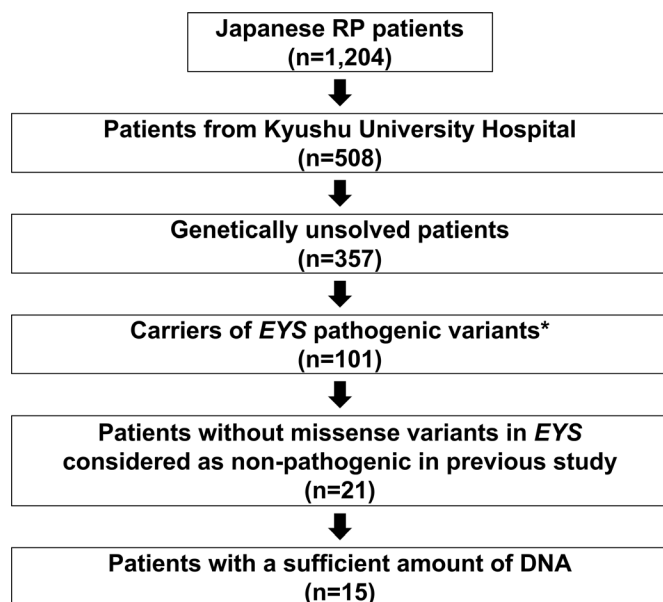 Japanese RP patients
(n=1,204)
Patients from Kyushu University Hospital
(n=508)
Genetically unsolved patients
(n=357)
Carriers of EYS pathogenic variants*
(n=101)
Patients without missense variants in EYS
considered as non-pathogenic in previous study
(n=21)
Patients with a sufficient amount of DNA
(n=15)